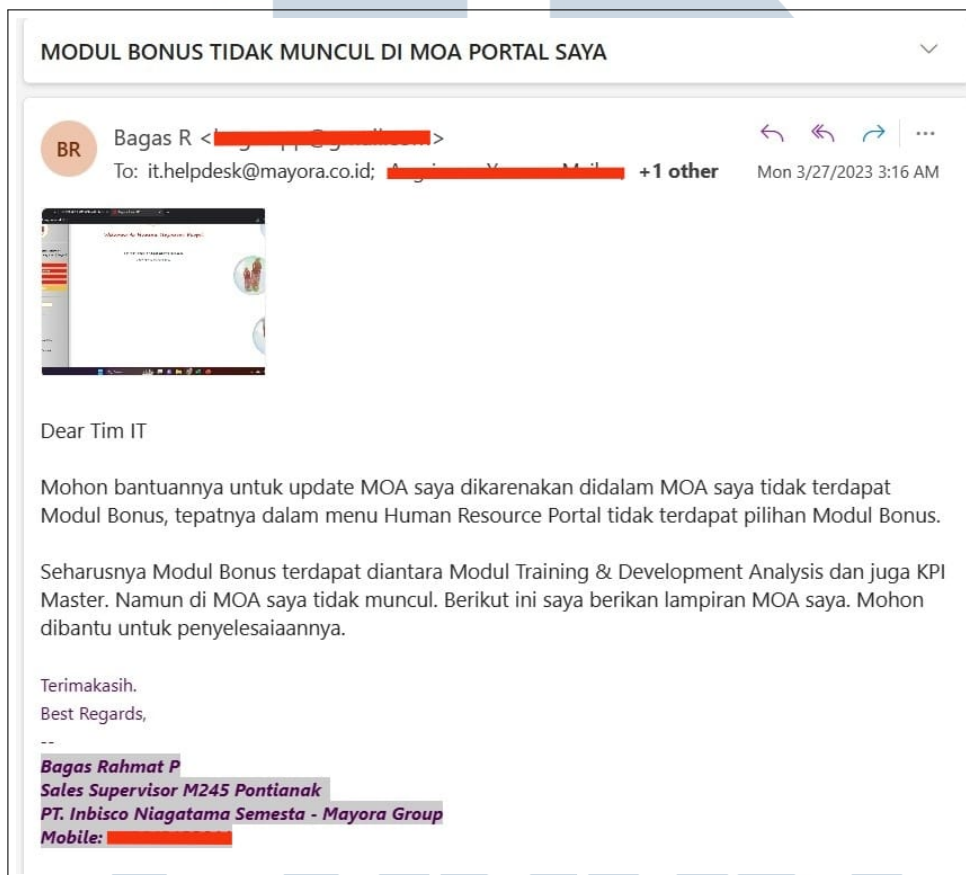 MODUL BONUS TIDAK MUNCUL DI MOA PORTAL SAYA
BR
Bagas R <
>
To: it.helpdesk@mayora.co.id;
+1 other
Mon 3/27/2023 3:16 AM
Dear Tim IT
Mohon bantuannya untuk update MOA saya dikarenakan didalam MOA saya tidak terdapat
Modul Bonus, tepatnya dalam menu Human Resource Portal tidak terdapat pilihan Modul Bonus.
Seharusnya Modul Bonus terdapat diantara Modul Training & Development Analysis dan juga KPI
Master. Namun di MOA saya tidak muncul. Berikut ini saya berikan lampiran MOA saya. Mohon
dibantu untuk penyelesaiaannya.
Terimakasih.
Best Regards,
--
Bagas Rahmat P
Sales Supervisor M245 Pontianak
PT. Inbisco Niagatama Semesta - Mayora Group
Mobile: